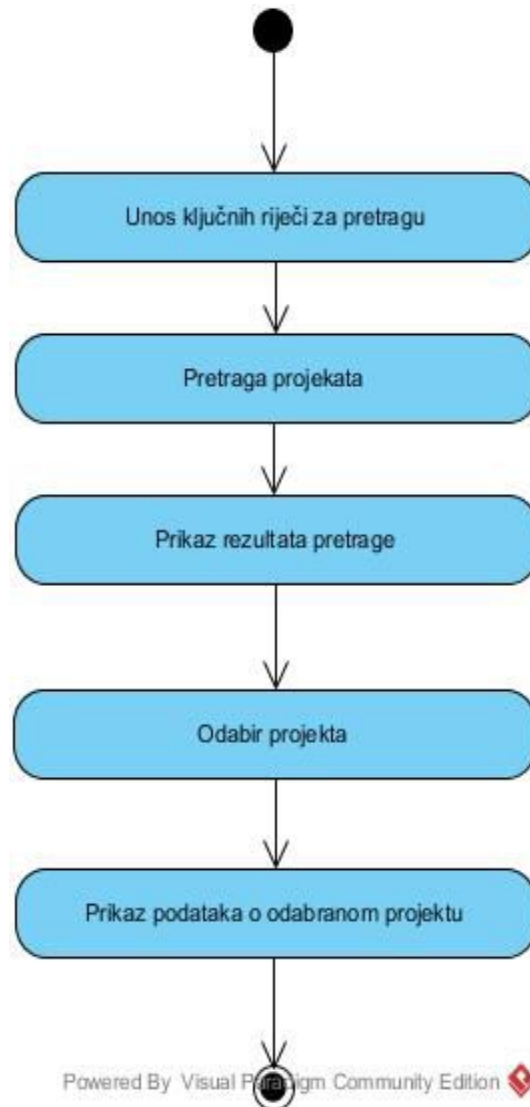 Unos ključnih riječi za pretragu
Pretraga projekata
Prikaz rezultata pretrage
Odabir projekta
Prikaz podataka o odabranom projektu
Powered By Visual Paradigm Community Edition